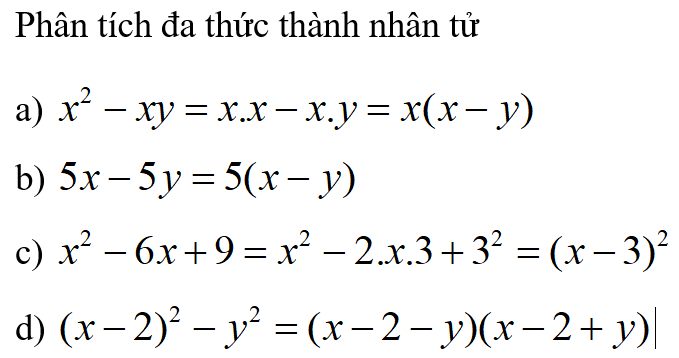 Phân tích đa thức thành nhân tử
a) x² − xy = x.x − x.y = x(x − y)
b) 5x − 5y = 5(x − y)
c) x² − 6x + 9 = x² − 2.x.3 + 3² = (x − 3)²
d) (x − 2)² − y² = (x − 2 − y)(x − 2 + y)